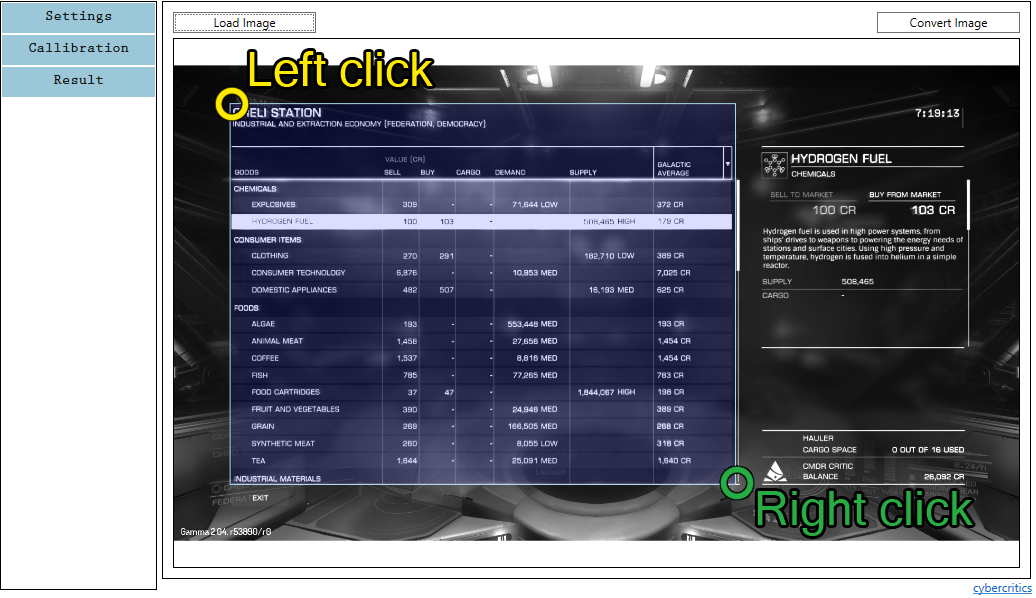 Settings
Callibration
Result
Load Image
Convert Image
Left click
CHELI STATION
INDUSTRIAL AND EXTRACTION ECONOMY (FEDERATION, DEMOCRACY)
7:19:13
VALUE (CR)
GOODS SELL BUY CARGO DEMAND SUPPLY GALACTIC AVERAGE
CHEMICALS
EXPLOSIVES 309 - - 71,644 LOW 372 CR
HYDROGEN FUEL 100 103 - 508,465 HIGH 179 CR
CONSUMER ITEMS
CLOTHING 270 291 - 182,710 LOW 389 CR
CONSUMER TECHNOLOGY 6,876 - - 10,953 MED 7,025 CR
DOMESTIC APPLIANCES 482 507 - 16,193 MED 625 CR
FOODS
ALGAE 193 - - 553,448 MED 193 CR
ANIMAL MEAT 1,456 - - 27,656 MED 1,454 CR
COFFEE 1,537 - - 8,816 MED 1,454 CR
FISH 785 - - 77,265 MED 783 CR
FOOD CARTRIDGES 37 47 - 1,844,067 HIGH 198 CR
FRUIT AND VEGETABLES 390 - - 24,948 MED 389 CR
GRAIN 269 - - 166,505 MED 268 CR
SYNTHETIC MEAT 260 - - 8,055 LOW 318 CR
TEA 1,644 - - 25,091 MED 1,640 CR
INDUSTRIAL MATERIALS
EXIT
Gamma 2.04. r53890/r0
HYDROGEN FUEL
CHEMICALS
SELL TO MARKET BUY FROM MARKET
100 CR 103 CR
Hydrogen fuel is used in high power systems, from
ships' drives to weapons to powering the energy needs of
stations and surface cities. Using high pressure and
temperature, hydrogen is fused into helium in a simple
reactor.
SUPPLY 508,465
CARGO -
HAULER
CARGO SPACE 0 OUT OF 16 USED
CMDR CRITIC
BALANCE 26,092 CR
Right click
cybercritics